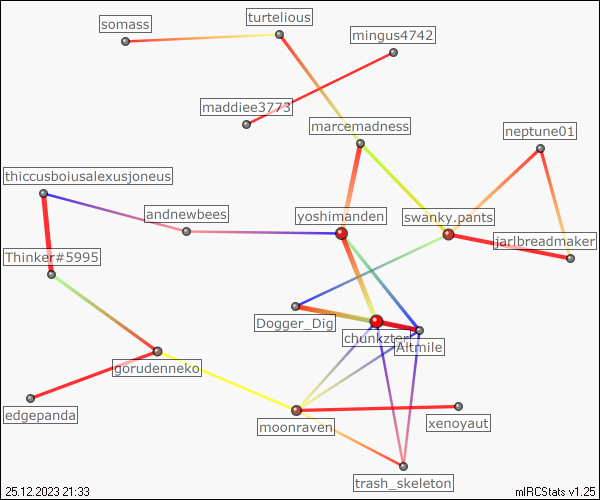 turtelious
somass
mingus4742
maddiee3773
marcemadness
neptune01
thiccusboiusalexusjoneus
andnewbees
yoshimanden
swanky.pants
jarlbreadmaker
Thinker#5995
Dogger_Dig
Altmile
gorudenneko
edgepanda
moonraven
xenoyaut
trash_skeleton
25.12.2023 21:33
mIRCStats v1.25